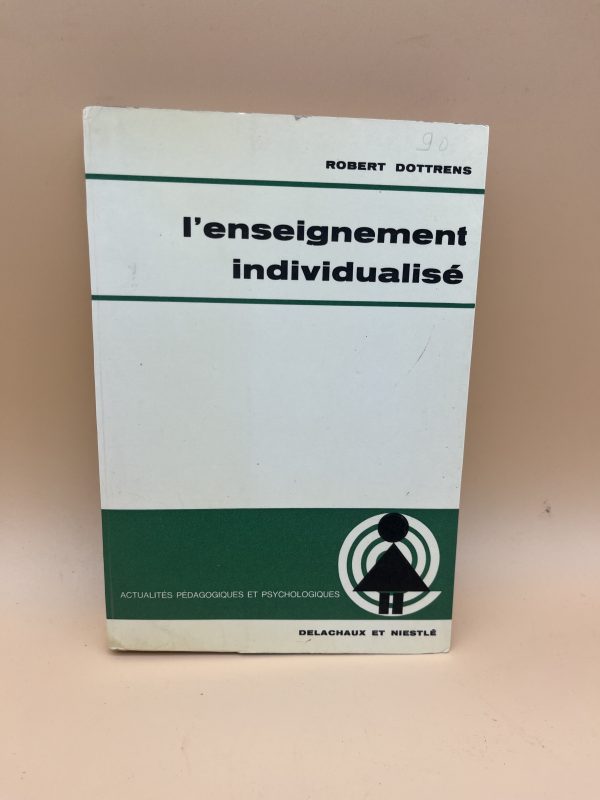 90
ROBERT DOTTRENS
l'enseignement
individualisé
ACTUALITÉS PÉDAGOGIQUES ET PSYCHOLOGIQUES
DELACHAUX ET NIESTLÉ